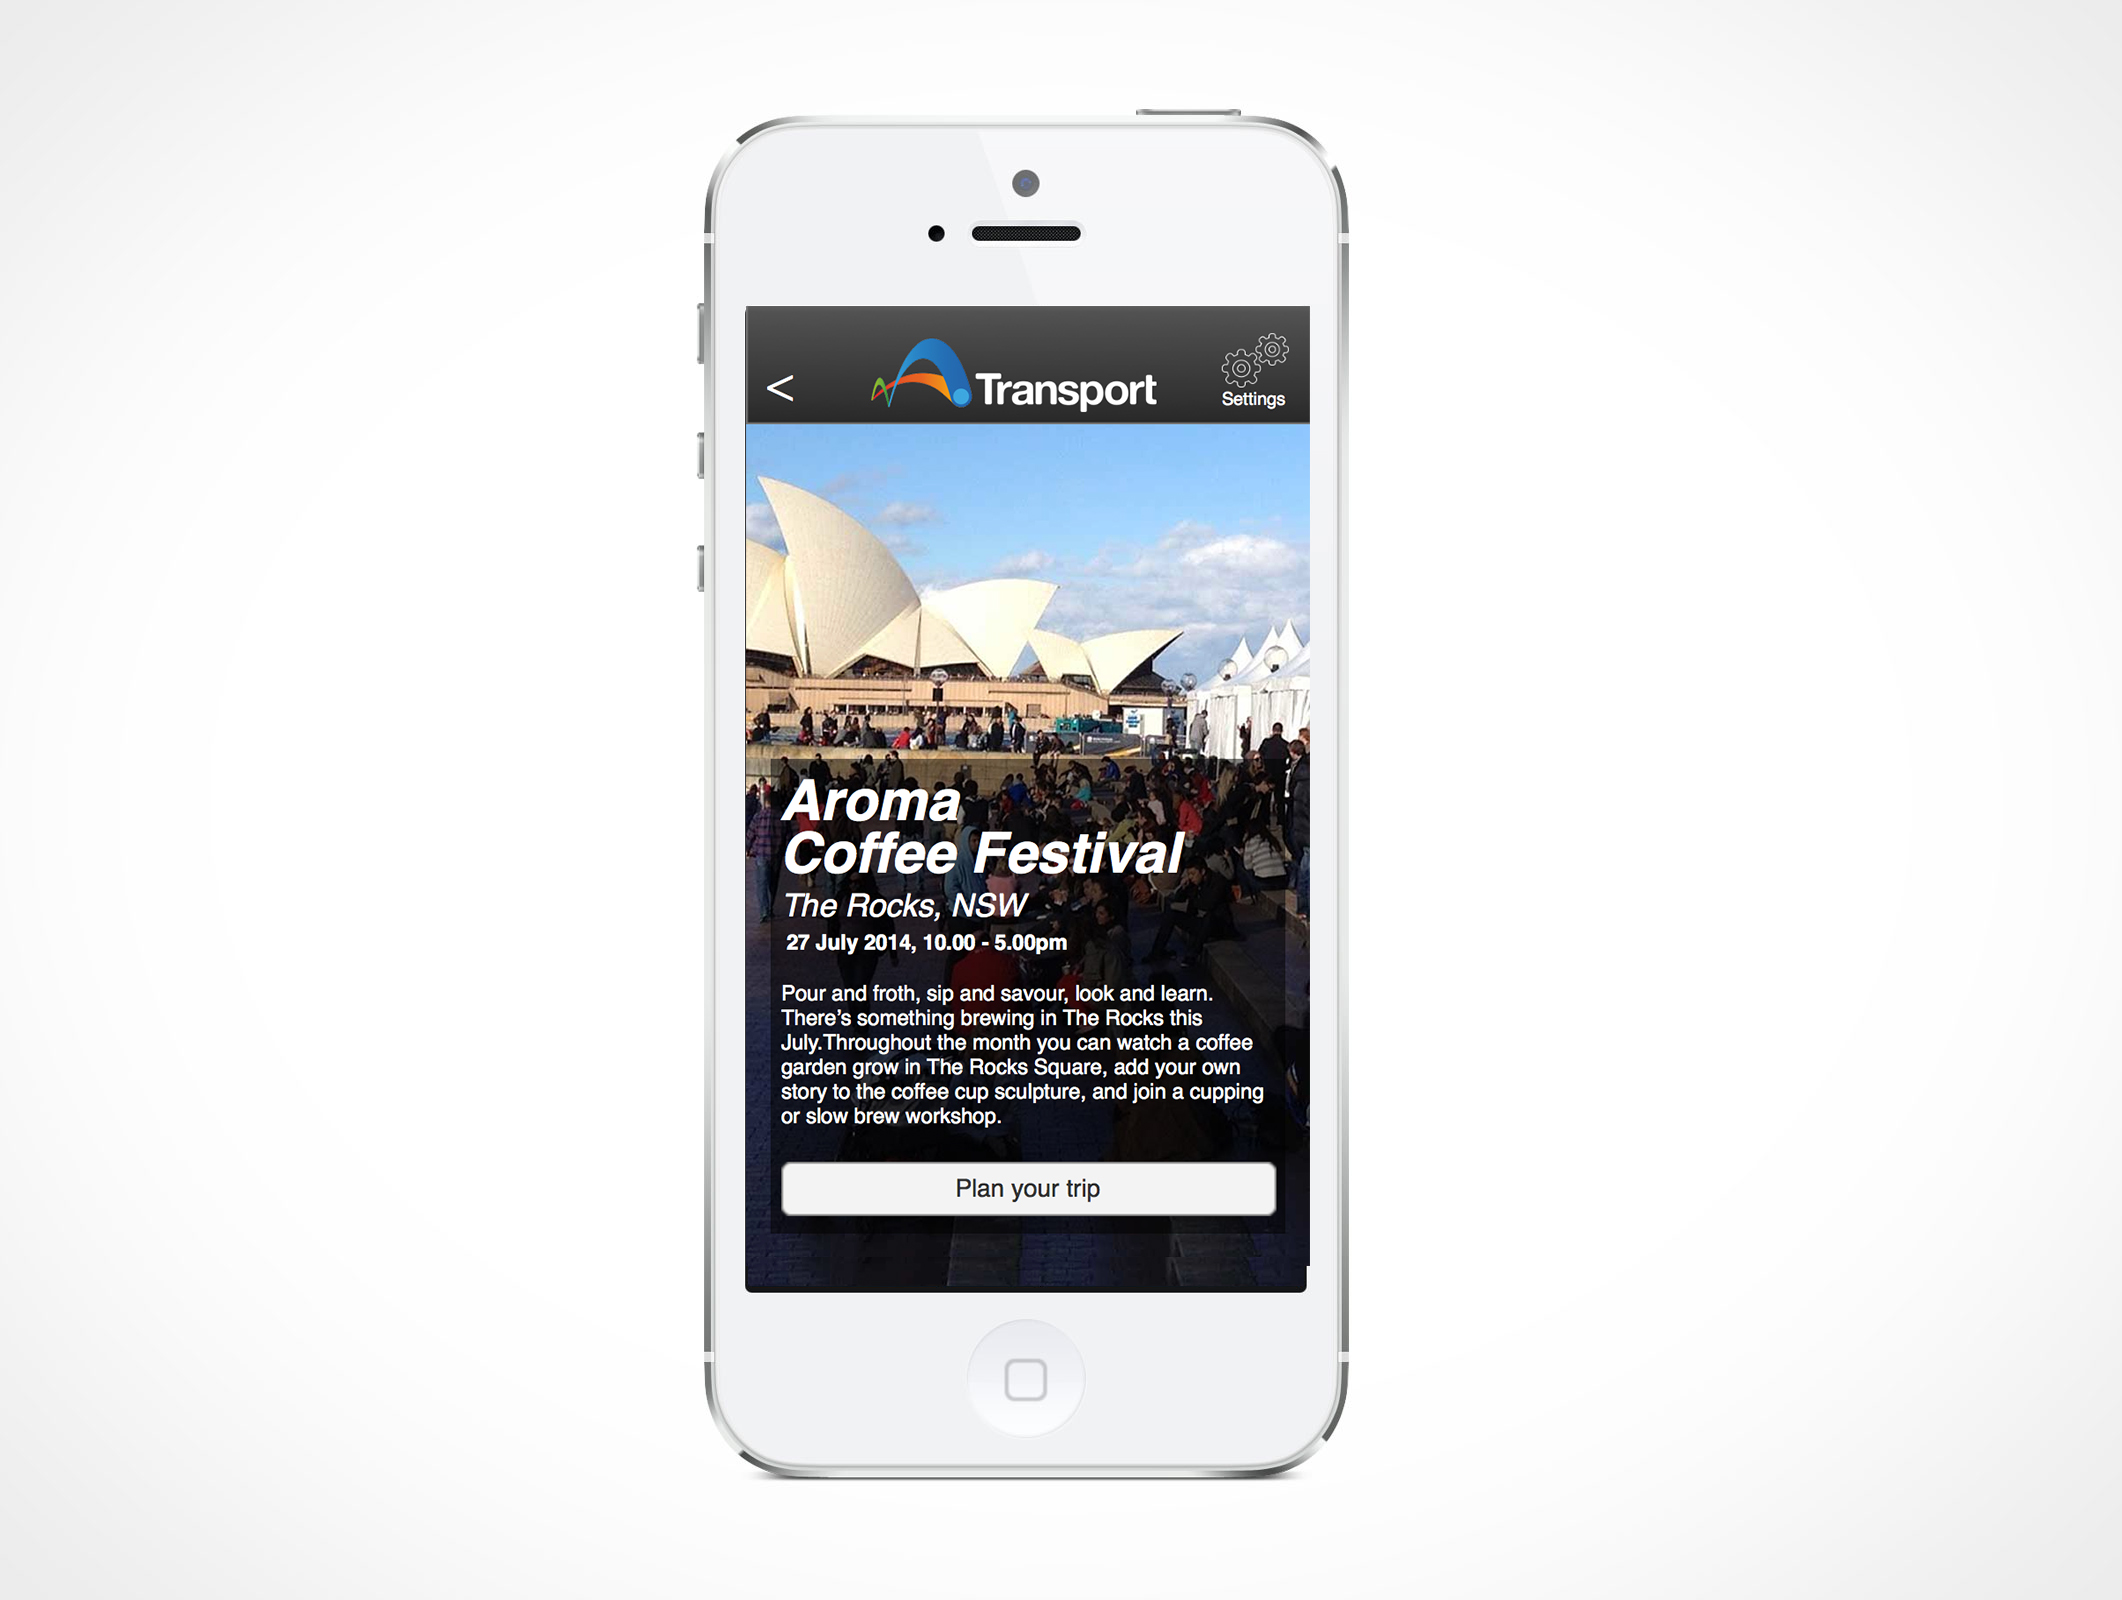 <
Transport
Settings
Aroma
Coffee Festival
The Rocks, NSW
27 July 2014, 10.00 - 5.00pm
Pour and froth, sip and savour, look and learn.
There’s something brewing in The Rocks this
July.Throughout the month you can watch a coffee
garden grow in The Rocks Square, add your own
story to the coffee cup sculpture, and join a cupping
or slow brew workshop.
Plan your trip